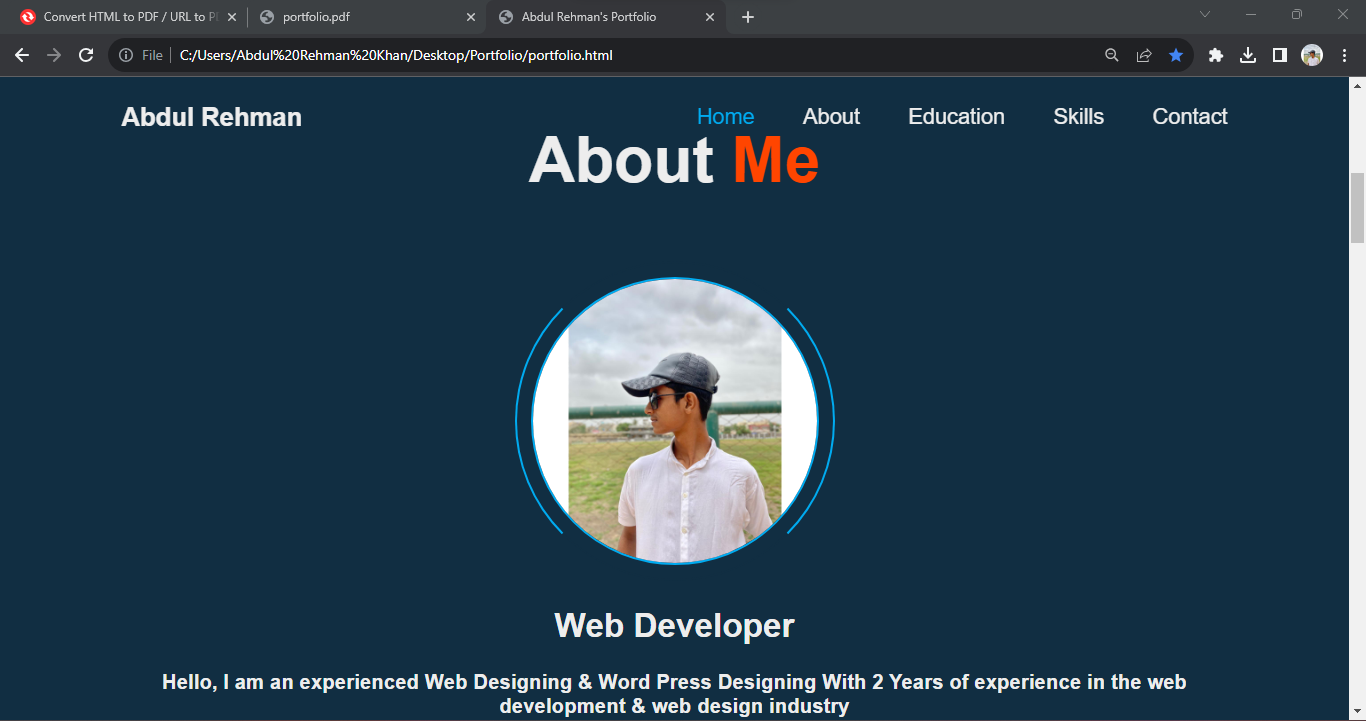 Convert HTML to PDF / URL to P
portfolio.pdf
Abdul Rehman's Portfolio
File
C:/Users/Abdul%20Rehman%20Khan/Desktop/Portfolio/portfolio.html
Abdul Rehman
Home
About
Education
Skills
Contact
About Me
Web Developer
Hello, I am an experienced Web Designing & Word Press Designing With 2 Years of experience in the web
development & web design industry